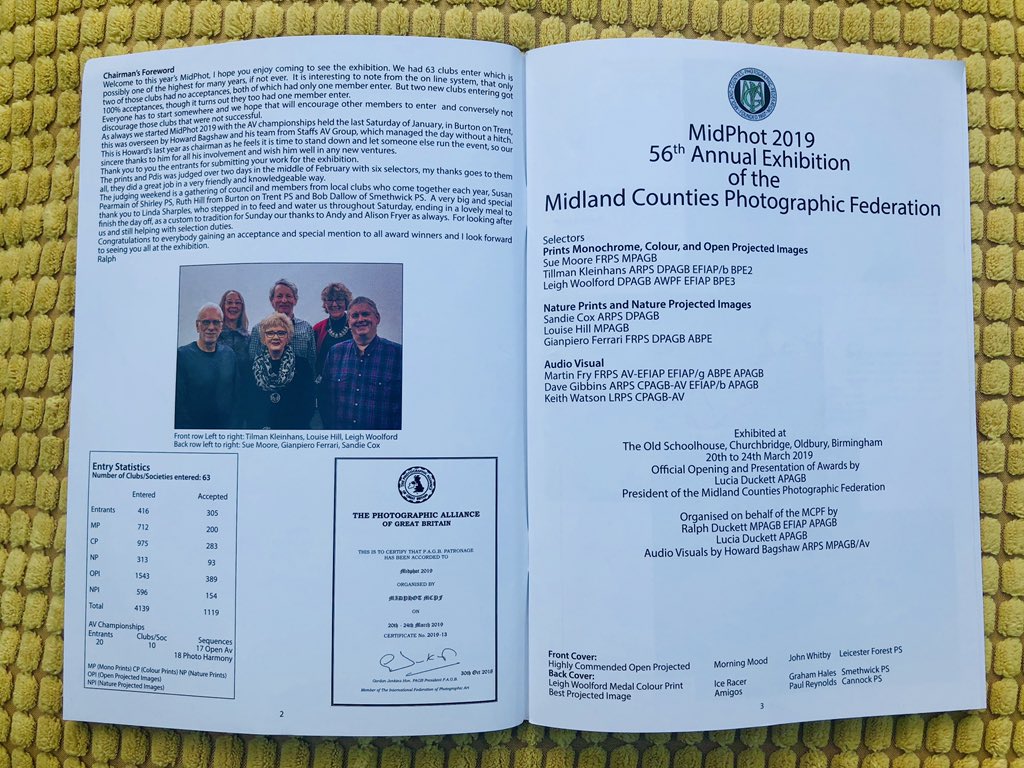 Chairman's Foreword
Welcome to this year's MidPhot, I hope you enjoy coming to see the exhibition. We had 63 clubs enter which is
possibly one of the highest for many years, if not ever. It is interesting to note from the on line system, that only
two of those clubs had no acceptances, both of which had only one member enter. But two new clubs entering got
100% acceptances, though it turns out they too had one member enter.
Everyone has to start somewhere and we hope that will encourage other members to enter and conversely not
discourage those clubs that were not successful.
As always we started MidPhot 2019 with the AV championships held the last Saturday of January, in Burton on Trent,
this was overseen by Howard Bagshaw and his team from Staffs AV Group, which managed the day without a hitch.
This is Howard's last year as chairman as he feels it is time to stand down and let someone else run the event, so our
sincere thanks to him for all his involvement and wish him well in any new ventures.
Thank you to you the entrants for submitting your work for the exhibition.
The prints and Pdis was judged over two days in the middle of February with six selectors, my thanks goes to them
all, they did a great job in a very friendly and knowledgeable way.
The judging weekend is a gathering of council and members from local clubs who come together each year, Susan
Pearmain of Shirley PS, Ruth Hill from Burton on Trent PS and Bob Dallow of Smethwick PS. A very big and special
thank you to Linda Sharples, who stepped in to feed and water us throughout Saturday, ending in a lovely meal to
finish the day off, as a custom to tradition for Sunday our thanks to Andy and Alison Fryer as always. For looking after
us and still helping with selection duties.
Congratulations to everybody gaining an acceptance and special mention to all award winners and I look forward
to seeing you all at the exhibition.
Ralph
Front row Left to right: Tilman Kleinhans, Louise Hill, Leigh Woolford
Back row left to right: Sue Moore, Gianpiero Ferrari, Sandie Cox
Entry Statistics
Number of Clubs/Societies entered: 63
Entered Accepted
Entrants 416 305
MP 712 200
CP 975 283
NP 313 93
OPI 1543 389
NPI 596 154
Total 4139 1119
AV Championships
Entrants Clubs/Soc Sequences
20 10 17 Open Av
18 Photo Harmony
MP (Mono Prints) CP (Colour Prints) NP (Nature Prints)
OPI (Open Projected Images)
NPI (Nature Projected Images)
THE PHOTOGRAPHIC ALLIANCE
OF GREAT BRITAIN
THIS IS TO CERTIFY THAT P.A.G.B. PATRONAGE
HAS BEEN ACCORDED TO
Midphot 2019
ORGANISED BY
MIDPHOT MCPF
ON
20th - 24th March 2019
CERTIFICATE No. 2019-13
30th Oct 2018
Gordon Jenkins Hon. PAGB President P.A.G.B.
Member of The International Federation of Photographic Art
2
MidPhot 2019
56th Annual Exhibition
of the
Midland Counties Photographic Federation
Selectors
Prints Monochrome, Colour, and Open Projected Images
Sue Moore FRPS MPAGB
Tillman Kleinhans ARPS DPAGB EFIAP/b BPE2
Leigh Woolford DPAGB AWPF EFIAP BPE3
Nature Prints and Nature Projected Images
Sandie Cox ARPS DPAGB
Louise Hill MPAGB
Gianpiero Ferrari FRPS DPAGB ABPE
Audio Visual
Martin Fry FRPS AV-EFIAP EFIAP/g ABPE APAGB
Dave Gibbins ARPS CPAGB-AV EFIAP/b APAGB
Keith Watson LRPS CPAGB-AV
Exhibited at
The Old Schoolhouse, Churchbridge, Oldbury, Birmingham
20th to 24th March 2019
Official Opening and Presentation of Awards by
Lucia Duckett APAGB
President of the Midland Counties Photographic Federation
Organised on behalf of the MCPF by
Ralph Duckett MPAGB EFIAP APAGB
Lucia Duckett APAGB
Audio Visuals by Howard Bagshaw ARPS MPAGB/Av
Front Cover:
Highly Commended Open Projected Morning Mood John Whitby Leicester Forest PS
Back Cover:
Leigh Woolford Medal Colour Print Ice Racer Graham Hales Smethwick PS
Best Projected Image Amigos Paul Reynolds Cannock PS
3